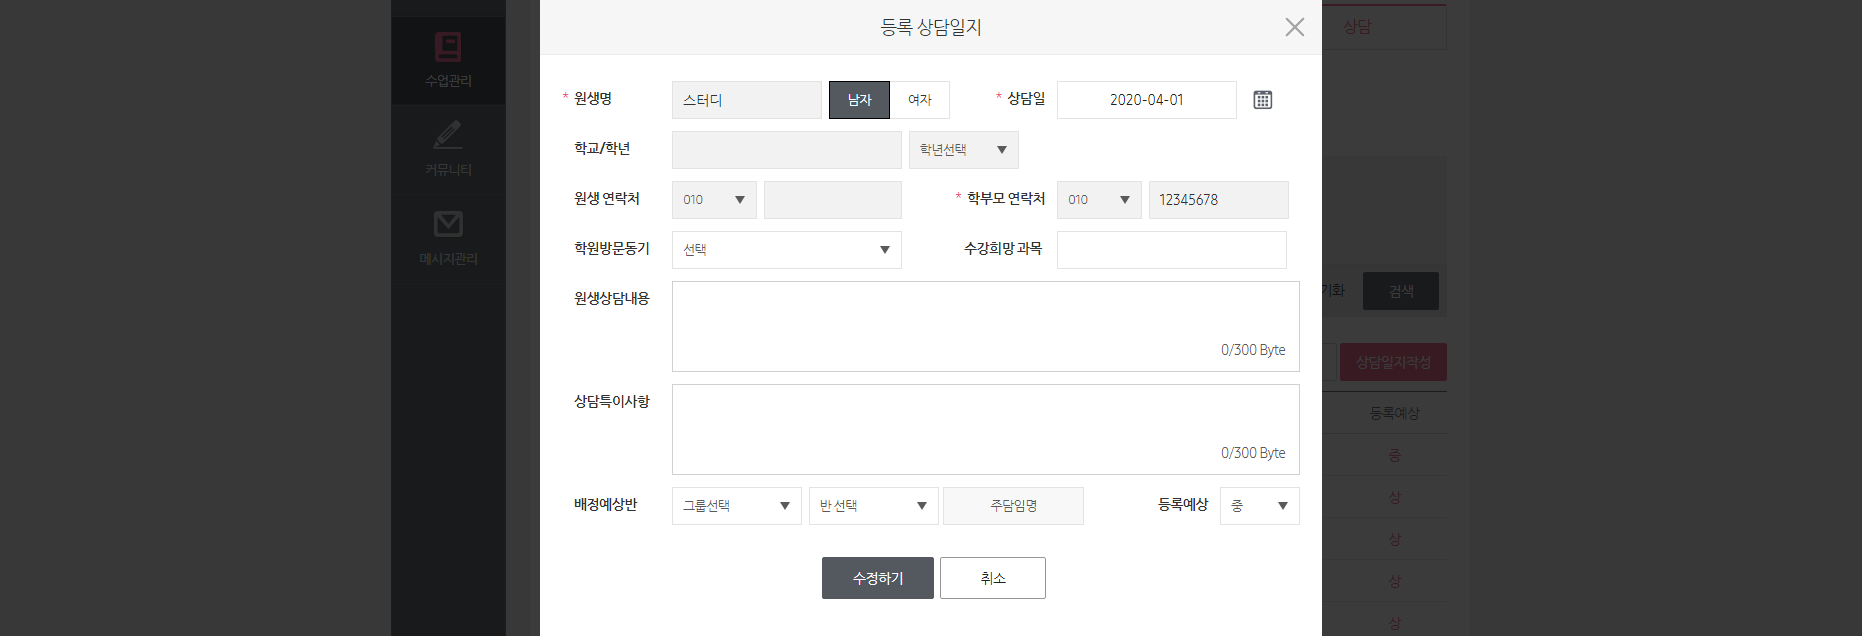 등록 상담일지
상담
수업관리
커뮤니티
메시지관리
* 원생명 스터디 남자 여자 * 상담일 2020-04-01
학교/학년 학년선택
원생 연락처 010 * 학부모 연락처 010 12345678
학원방문동기 선택 수강희망 과목
원생상담내용
0/300 Byte
상담특이사항
0/300 Byte
배정예상반 그룹선택 반 선택 주담임명 등록예상 중
수정하기 취소
기화 검색
상담일지작성
등록예상
중
상
상
상
상